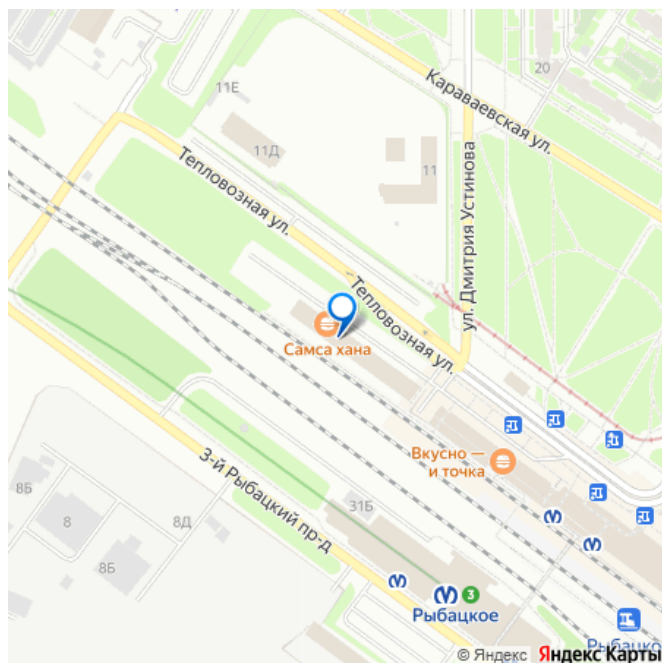 20
Караваевская ул.
11Е
11Д
11
Тепловозная ул.
ул. Дмитрия Устинова
Тепловозная ул.
Самса хана
Вкусно —
и точка
3-й Рыбацкий пр-д
8Б
8
8Д
8Б
31Б
3
Рыбацкое
Рыбацко
© Яндекс Яндекс Карты